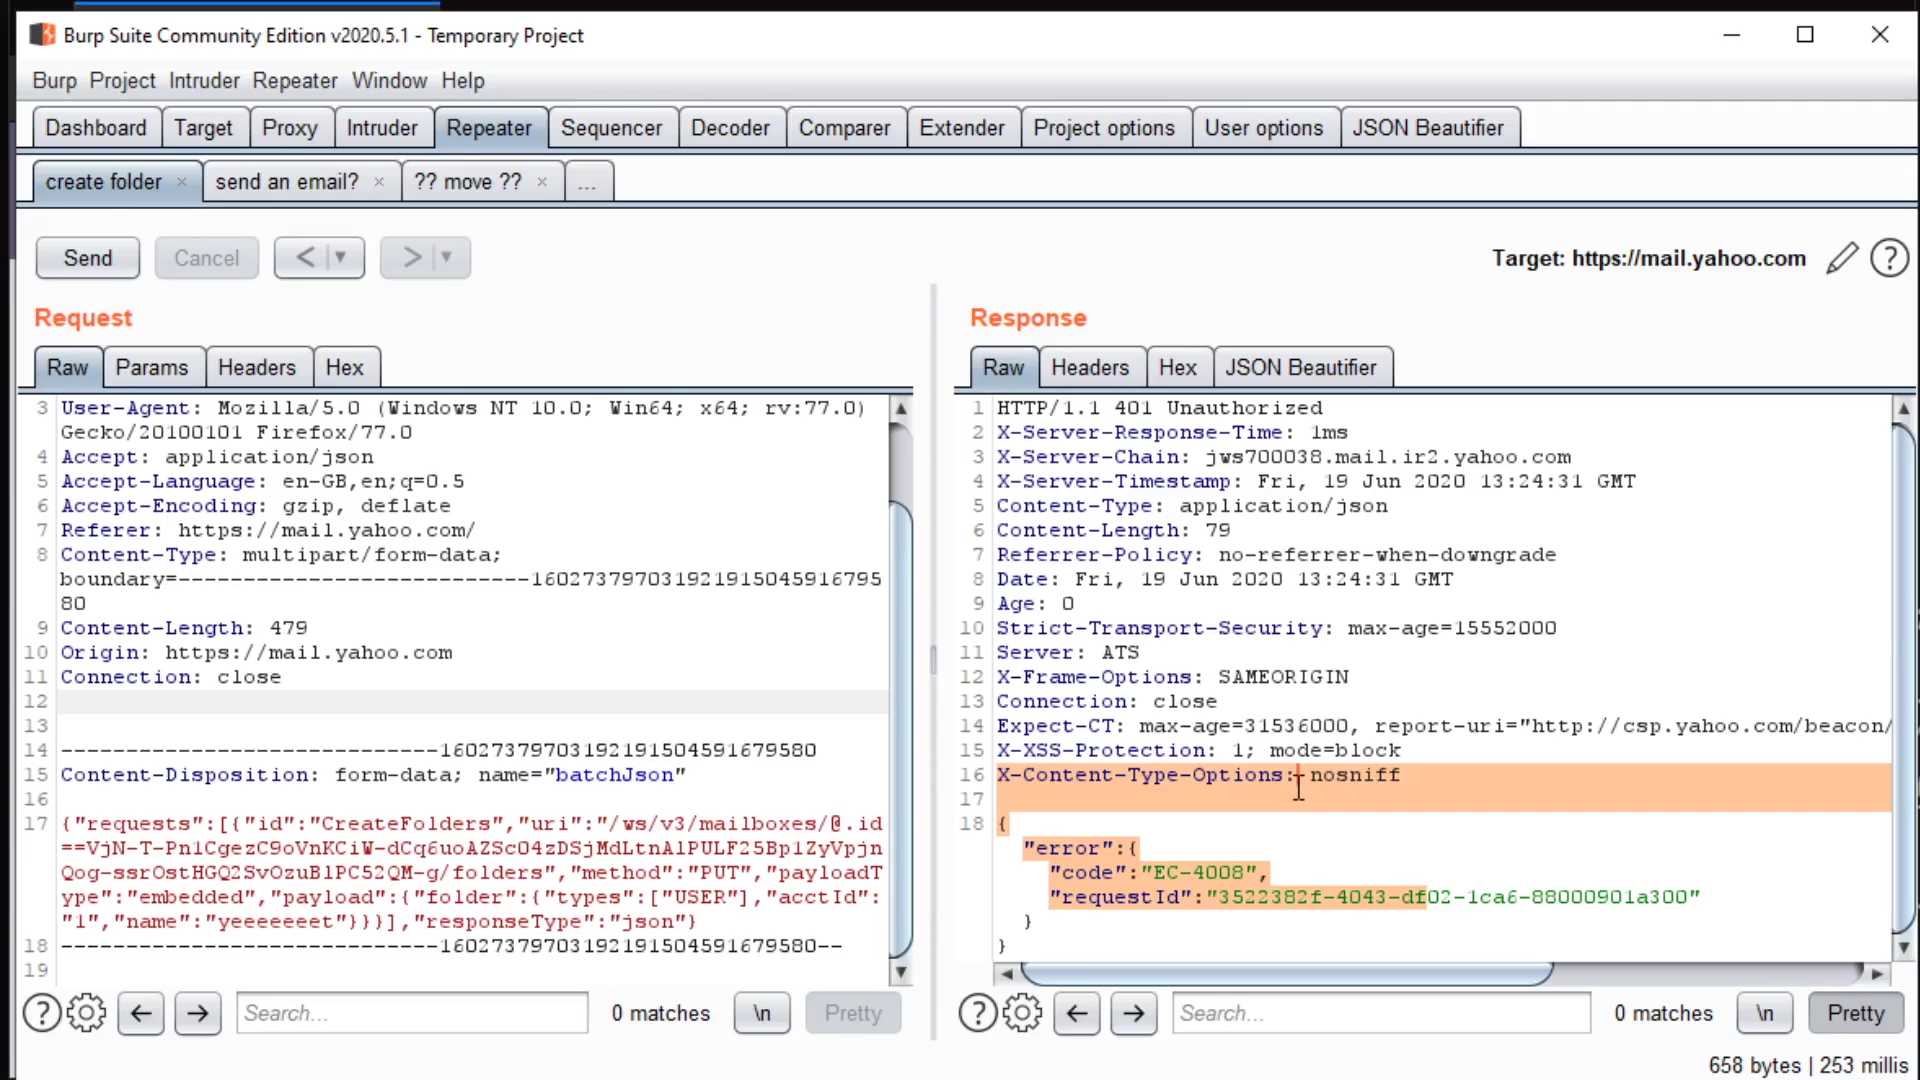 Burp Suite Community Edition v2020.5.1 - Temporary Project
Burp Project Intruder Repeater Window Help
Dashboard Target Proxy Intruder Repeater Sequencer Decoder Comparer Extender Project options User options JSON Beautifier
create folder × send an email? × ?? move ?? × ...
Send Cancel < > Target: https://mail.yahoo.com ?
Request
Raw Params Headers Hex
3 User-Agent: Mozilla/5.0 (Windows NT 10.0; Win64; x64; rv:77.0)
Gecko/20100101 Firefox/77.0
4 Accept: application/json
5 Accept-Language: en-GB,en;q=0.5
6 Accept-Encoding: gzip, deflate
7 Referer: https://mail.yahoo.com/
8 Content-Type: multipart/form-data;
boundary=---------------------------1602737970319219150459167​95
80
9 Content-Length: 479
10 Origin: https://mail.yahoo.com
11 Connection: close
12
13
14 -----------------------------160273797031921915045916​79580
15 Content-Disposition: form-data; name="batchJson"
16
17 {"requests":[{"id":"CreateFolders","uri":"/ws/v3/mailboxes/@.id
==VjN-T-Pn1CgezC9oVnKCiW-dCq6uoAZScO4zDSjMdLtnAlPULF25Bp1ZyVpjn
Qog-ssrOstHGQ2SvOzuBlPC52QM-g/folders","method":"PUT","payloadT
ype":"embedded","payload":{"folder":{"types":["USER"],"acctId":
"1","name":"yeeeeeeet"}}}],"responseType":"json"}
18 -----------------------------16027379703192191504591679580--
19
? Search... 0 matches \n Pretty
Response
Raw Headers Hex JSON Beautifier
1 HTTP/1.1 401 Unauthorized
2 X-Server-Response-Time: 1ms
3 X-Server-Chain: jws700038.mail.ir2.yahoo.com
4 X-Server-Timestamp: Fri, 19 Jun 2020 13:24:31 GMT
5 Content-Type: application/json
6 Content-Length: 79
7 Referrer-Policy: no-referrer-when-downgrade
8 Date: Fri, 19 Jun 2020 13:24:31 GMT
9 Age: 0
10 Strict-Transport-Security: max-age=15552000
11 Server: ATS
12 X-Frame-Options: SAMEORIGIN
13 Connection: close
14 Expect-CT: max-age=31536000, report-uri="http://csp.yahoo.com/beacon/
15 X-XSS-Protection: 1; mode=block
16 X-Content-Type-Options: nosniff
17
18 {
"error":{
"code":"EC-4008",
"requestId":"3522382f-4043-df02-1ca6-88000901a300"
}
}
? Search... 0 matches \n Pretty
658 bytes | 253 millis